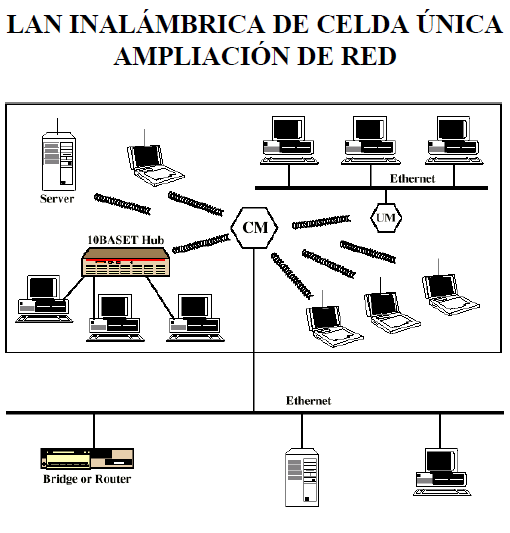 LAN INALÁMBRICA DE CELDA ÚNICA
AMPLIACIÓN DE RED
Ethernet
Server
CM
UM
10BASET Hub
Ethernet
Bridge or Router